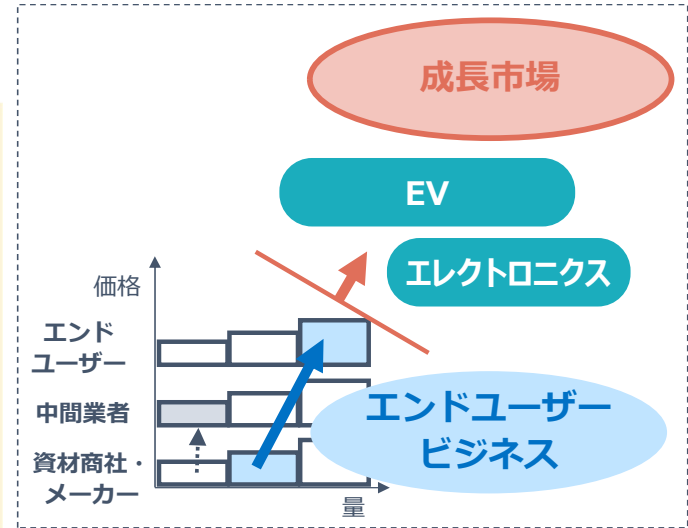 成長市場
EV
エレクトロニクス
価格
エンド
ユーザー
中間業者
資材商社・
メーカー
エンドユーザー
ビジネス
量